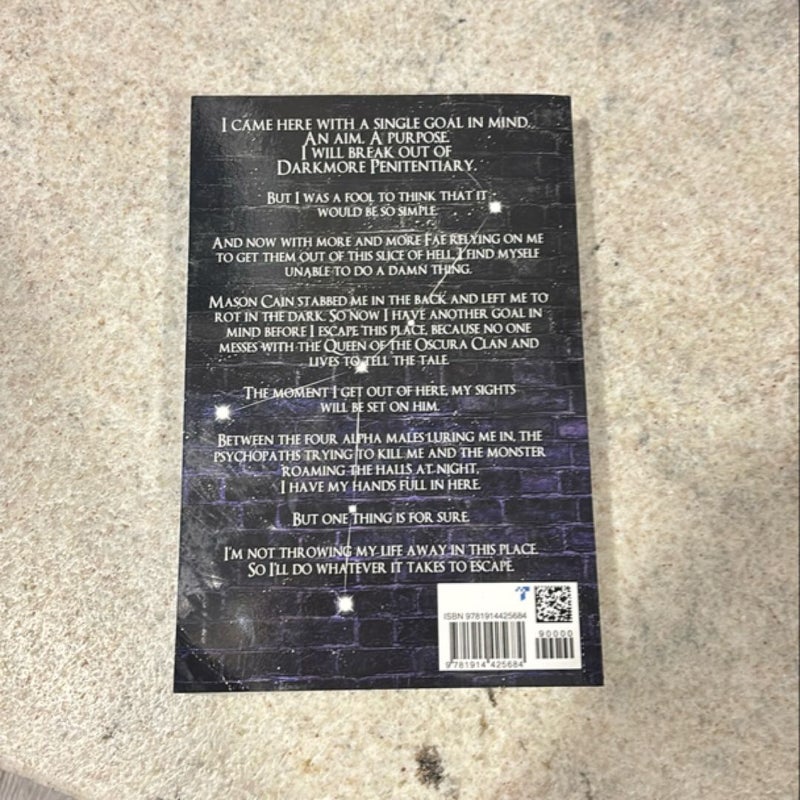 I CAME HERE WITH A SINGLE GOAL IN MIND.
AN AIM. A PURPOSE.
I WILL BREAK OUT OF
DARKMORE PENITENTIARY.
BUT I WAS A FOOL TO THINK THAT IT
WOULD BE SO SIMPLE.
AND NOW WITH MORE AND MORE FAE RELYING ON ME
TO GET THEM OUT OF THIS SLICE OF HELL, I FIND MYSELF
UNABLE TO DO A DAMN THING.
MASON CAIN STABBED ME IN THE BACK AND LEFT ME TO
ROT IN THE DARK. SO NOW I HAVE ANOTHER GOAL IN
MIND BEFORE I ESCAPE THIS PLACE, BECAUSE NO ONE
MESSES WITH THE QUEEN OF THE OSCURA CLAN AND
LIVES TO TELL THE TALE.
THE MOMENT I GET OUT OF HERE, MY SIGHTS
WILL BE SET ON HIM.
BETWEEN THE FOUR ALPHA MALES LURING ME IN, THE
PSYCHOPATHS TRYING TO KILL ME AND THE MONSTER
ROAMING THE HALLS AT NIGHT,
I HAVE MY HANDS FULL IN HERE.
BUT ONE THING IS FOR SURE.
I'M NOT THROWING MY LIFE AWAY IN THIS PLACE.
SO I'LL DO WHATEVER IT TAKES TO ESCAPE.
ISBN 9781914425684
90000
9 781914 425684